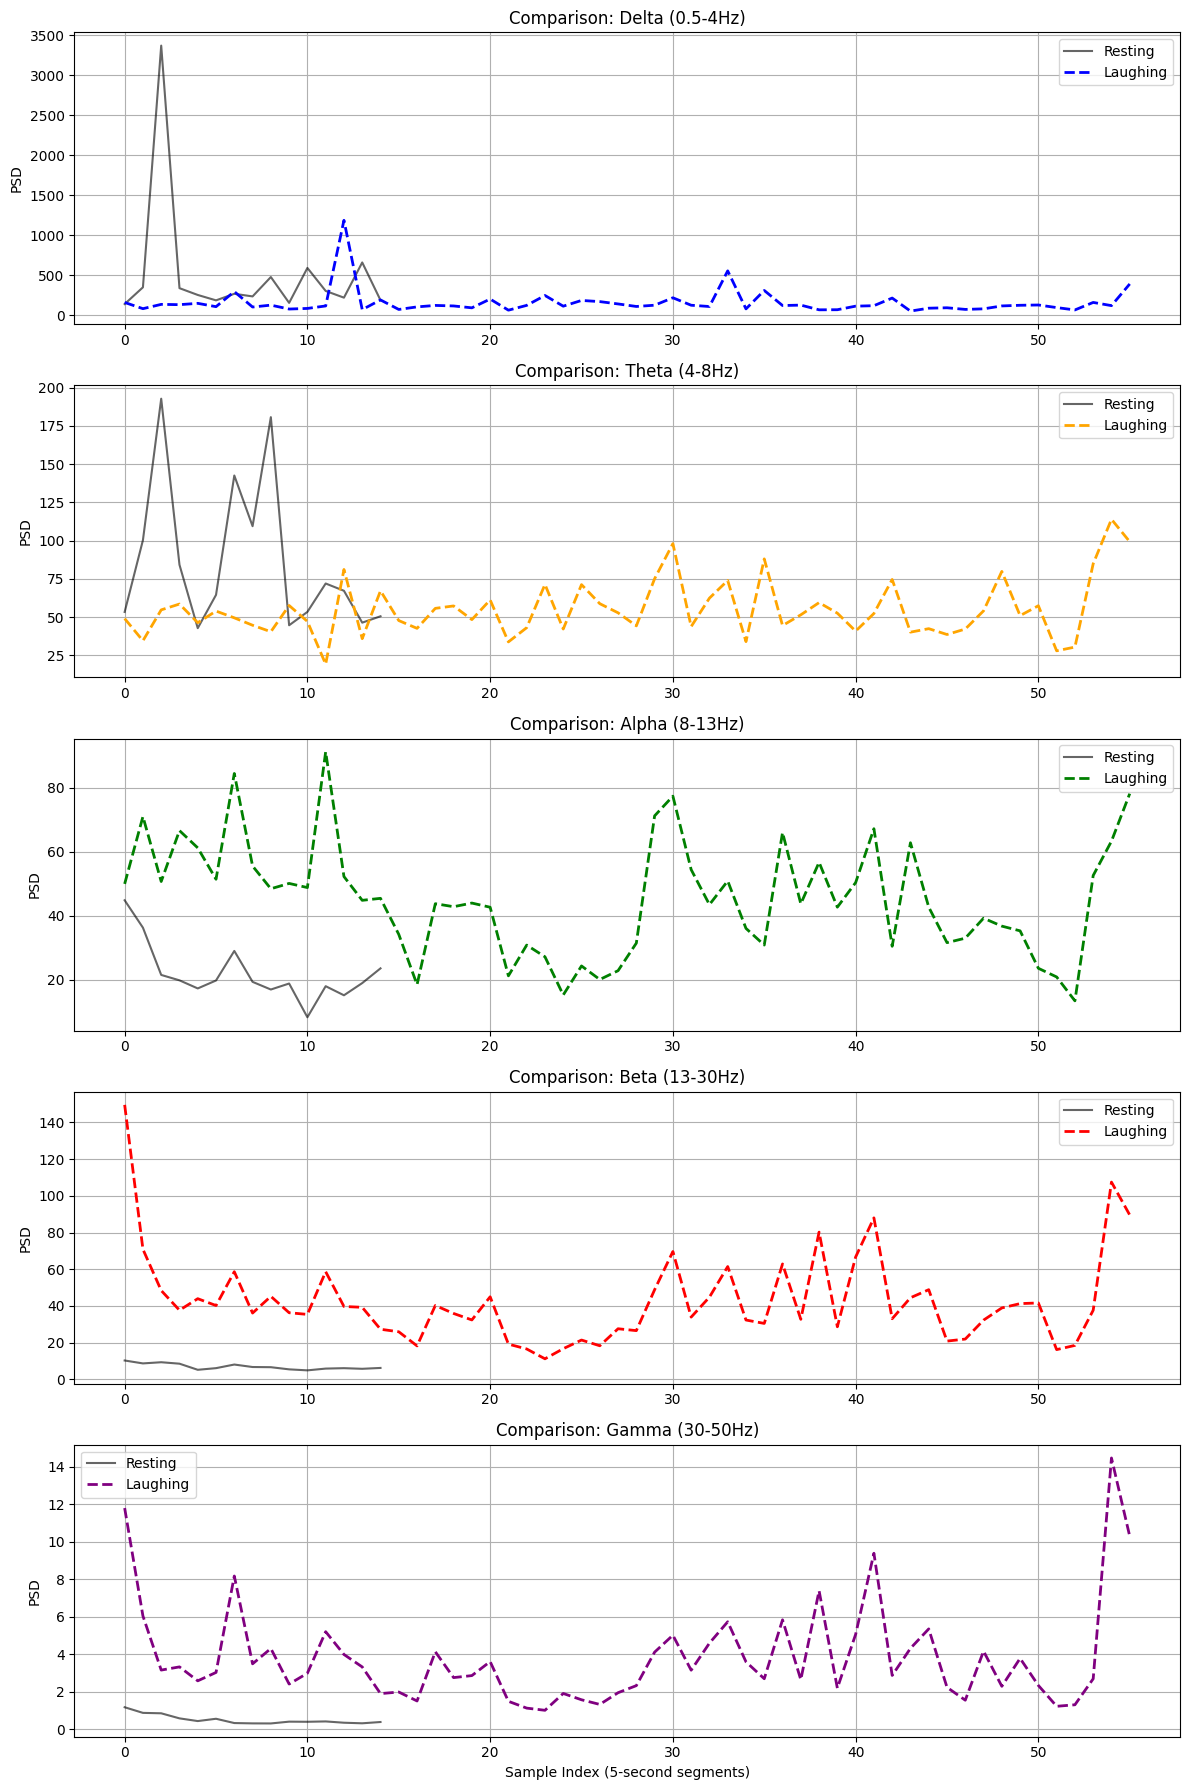 Comparison: Delta (0.5-4Hz)
3500
3000
2500
2000
1500
1000
500
0
PSD
Resting
Laughing
0 10 20 30 40 50
Comparison: Theta (4-8Hz)
200
175
150
125
100
75
50
25
PSD
Resting
Laughing
0 10 20 30 40 50
Comparison: Alpha (8-13Hz)
80
60
40
20
PSD
Resting
Laughing
0 10 20 30 40 50
Comparison: Beta (13-30Hz)
140
120
100
80
60
40
20
0
PSD
Resting
Laughing
0 10 20 30 40 50
Comparison: Gamma (30-50Hz)
14
12
10
8
6
4
2
0
PSD
Resting
Laughing
0 10 20 30 40 50
Sample Index (5-second segments)